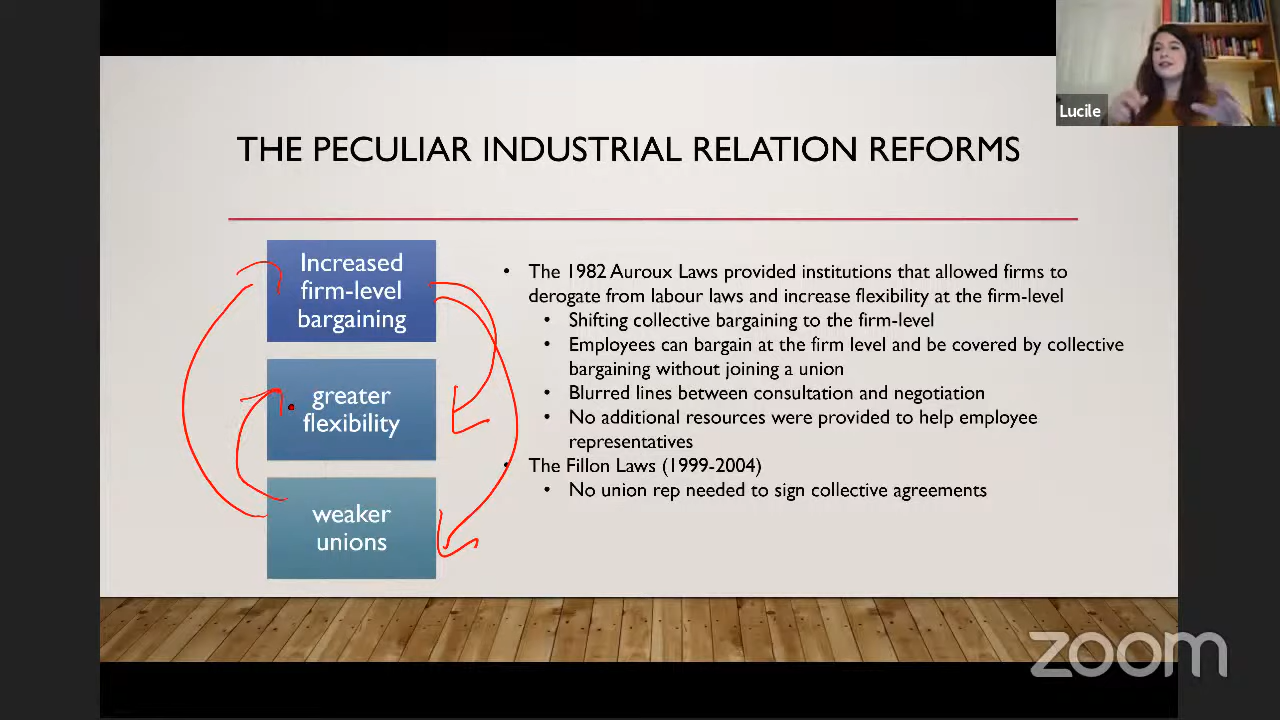 Lucile
THE PECULIAR INDUSTRIAL RELATION REFORMS
Increased
firm-level
bargaining
greater
flexibility
weaker
unions
• The 1982 Auroux Laws provided institutions that allowed firms to
derogate from labour laws and increase flexibility at the firm-level
• Shifting collective bargaining to the firm-level
• Employees can bargain at the firm level and be covered by collective
bargaining without joining a union
• Blurred lines between consultation and negotiation
• No additional resources were provided to help employee
representatives
• The Fillon Laws (1999-2004)
• No union rep needed to sign collective agreements
zoom